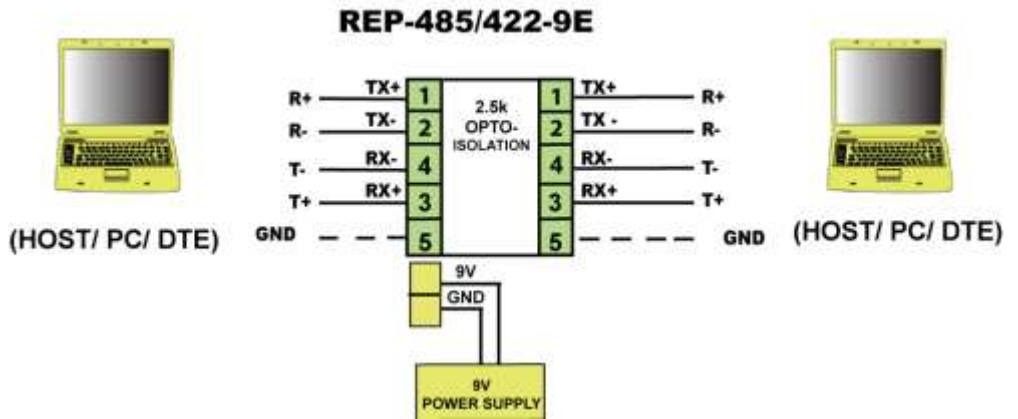 REP-485/422-9E
R+ TX+ 1 1 TX+ R+
2.5k
OPTO-
ISOLATION
R- TX- 2 2 TX - R-
T- RX- 4 4 RX- T-
T+ RX+ 3 3 RX+ T+
GND 5 5 GND
(HOST/ PC/ DTE)
(HOST/ PC/ DTE)
9V
GND
9V
POWER SUPPLY